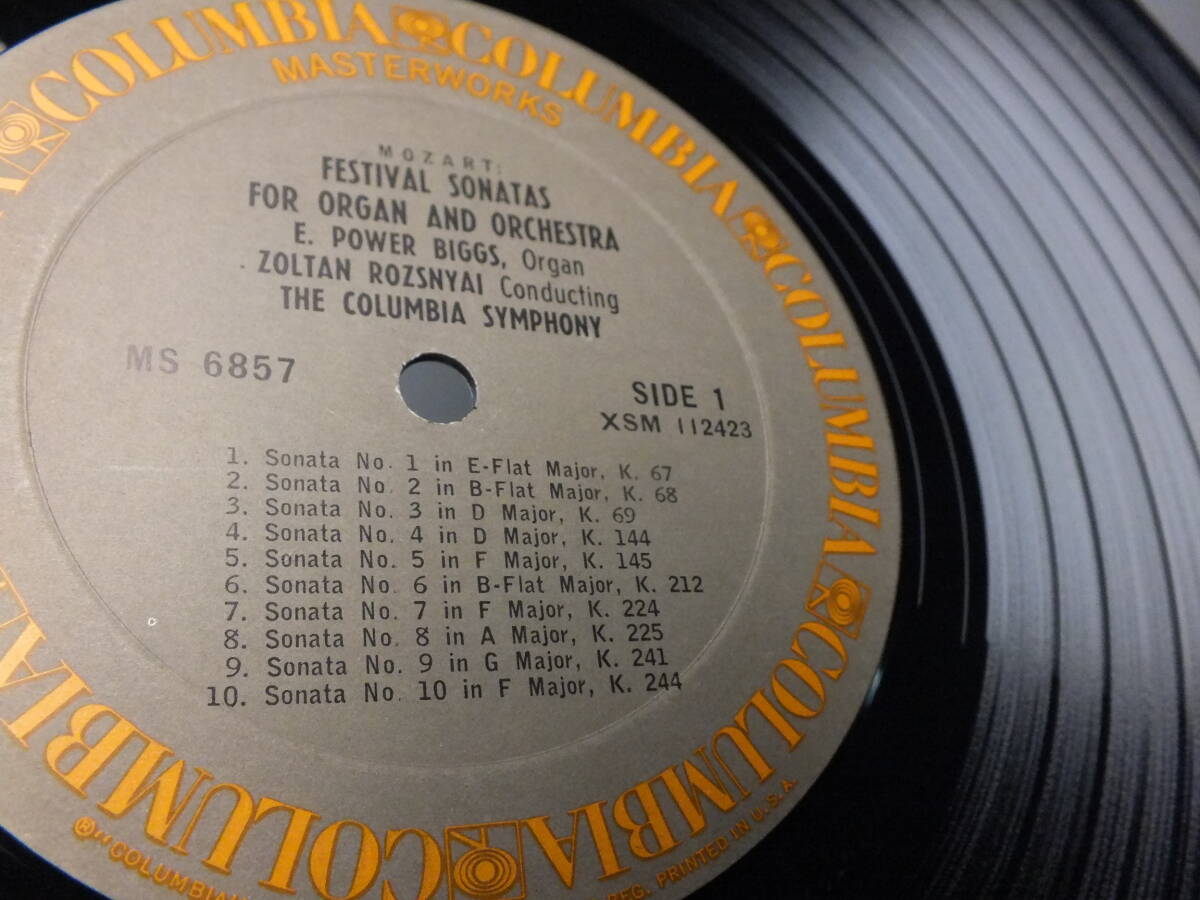 COLUMBIA COLUMBIA COLUMBIA COLUMBIA COLUMBIA COLUMBIA COLUMBIA COLUMBIA
MASTERWORKS
MOZART:
FESTIVAL SONATAS
FOR ORGAN AND ORCHESTRA
E. POWER BIGGS, Organ
ZOLTAN ROZSNYAI Conducting
THE COLUMBIA SYMPHONY
MS 6857
SIDE 1
XSM 112423
1. Sonata No. 1 in E-Flat Major, K. 67
2. Sonata No. 2 in B-Flat Major, K. 68
3. Sonata No. 3 in D Major, K. 69
4. Sonata No. 4 in D Major, K. 144
5. Sonata No. 5 in F Major, K. 145
6. Sonata No. 6 in B-Flat Major, K. 212
7. Sonata No. 7 in F Major, K. 224
8. Sonata No. 8 in A Major, K. 225
9. Sonata No. 9 in G Major, K. 241
10. Sonata No. 10 in F Major, K. 244
® "COLUMBIA REG. PRINTED IN U.S.A.